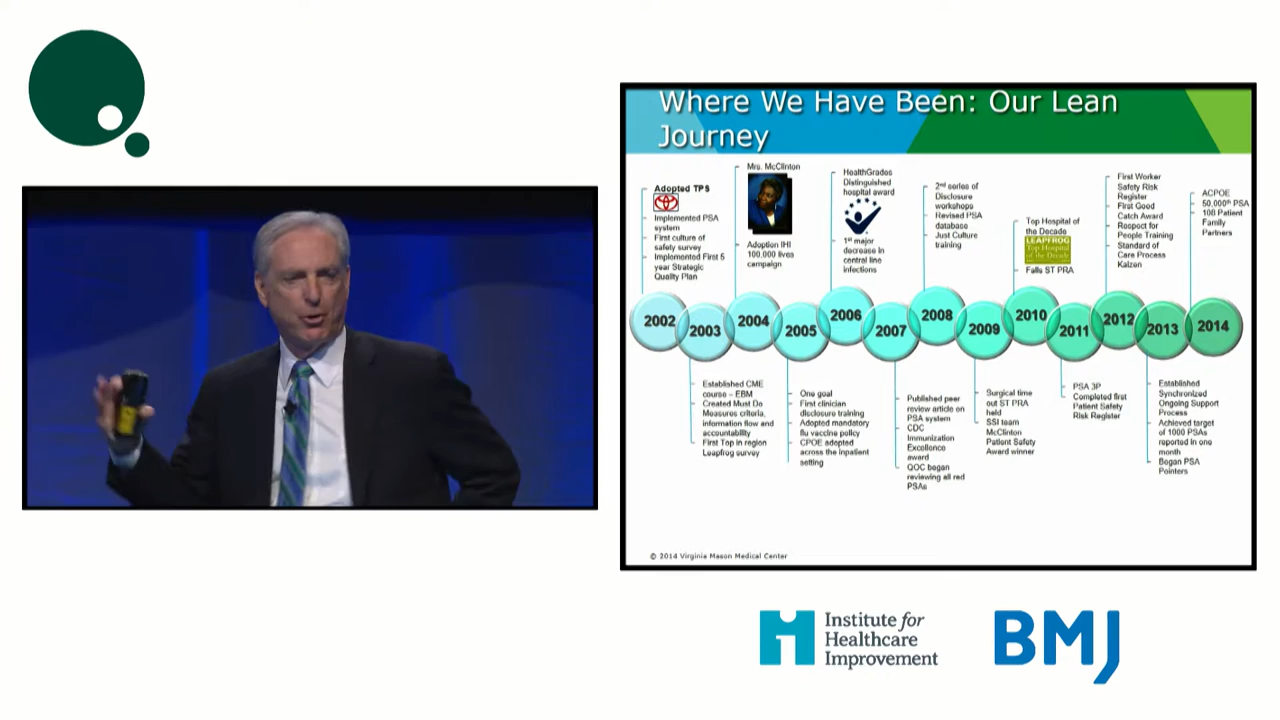 Where We Have Been: Our Lean
Journey
Adopted TPS
Implemented PSA
system
First culture of
safety survey
Implemented First 5
year Strategic
Quality Plan
Mrs. McClinton
Adoption IHI
100,000 lives
campaign
HealthGrades
Distinguished
hospital award
1st major
decrease in
central line
infections
2nd series of
Disclosure
workshops
Revised PSA
database
Just Culture
training
Top Hospital of
the Decade
LEAPFROG
Top Hospital
of the Decade
Falls ST PRA
First Worker
Safety Risk
Register
First Good
Catch Award
Respect for
People Training
Standard of
Care Process
Kaizen
ACPOE
50,000th PSA
108 Patient
Family
Partners
2002
2003
2004
2005
2006
2007
2008
2009
2010
2011
2012
2013
2014
Established CME
course – EBM
Created Must Do
Measures criteria,
information flow and
accountability
First Top in region
Leapfrog survey
One goal
First clinician
disclosure training
Adopted mandatory
flu vaccine policy
CPOE adopted
across the inpatient
setting
Published peer
review article on
PSA system
CDC
Immunization
Excellence
award
QOC began
reviewing all red
PSAs
Surgical time
out ST PRA
held
SSI team
McClinton
Patient Safety
Award winner
PSA 3P
Completed first
Patient Safety
Risk Register
Established
Synchronized
Ongoing Support
Process
Achieved target
of 1000 PSAs
reported in one
month
Began PSA
Pointers
© 2014 Virginia Mason Medical Center
Institute for
Healthcare
Improvement
BMJ